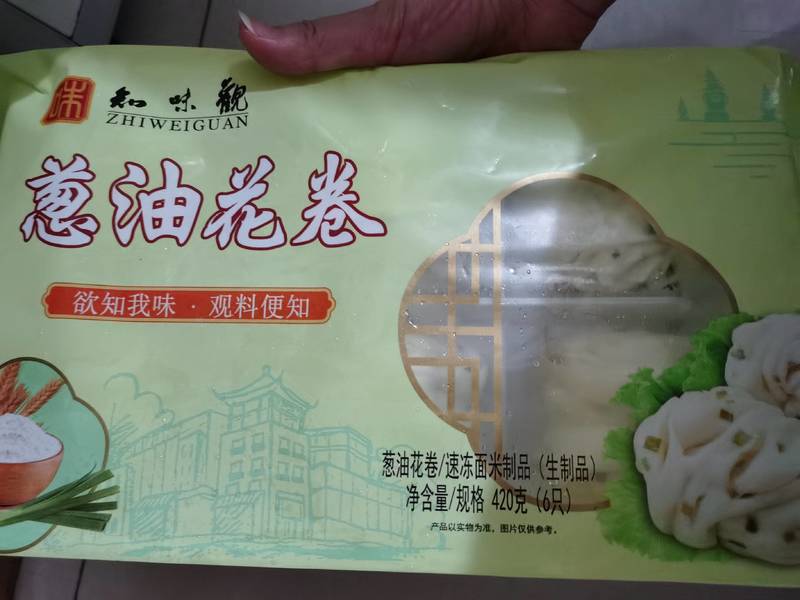 味
知味觀
ZHIWEIGUAN
葱油花卷
欲知我味·观料便知
葱油花卷/速冻面米制品（生制品）
净含量/规格 420克（6只）
产品以实物为准，图片仅供参考。